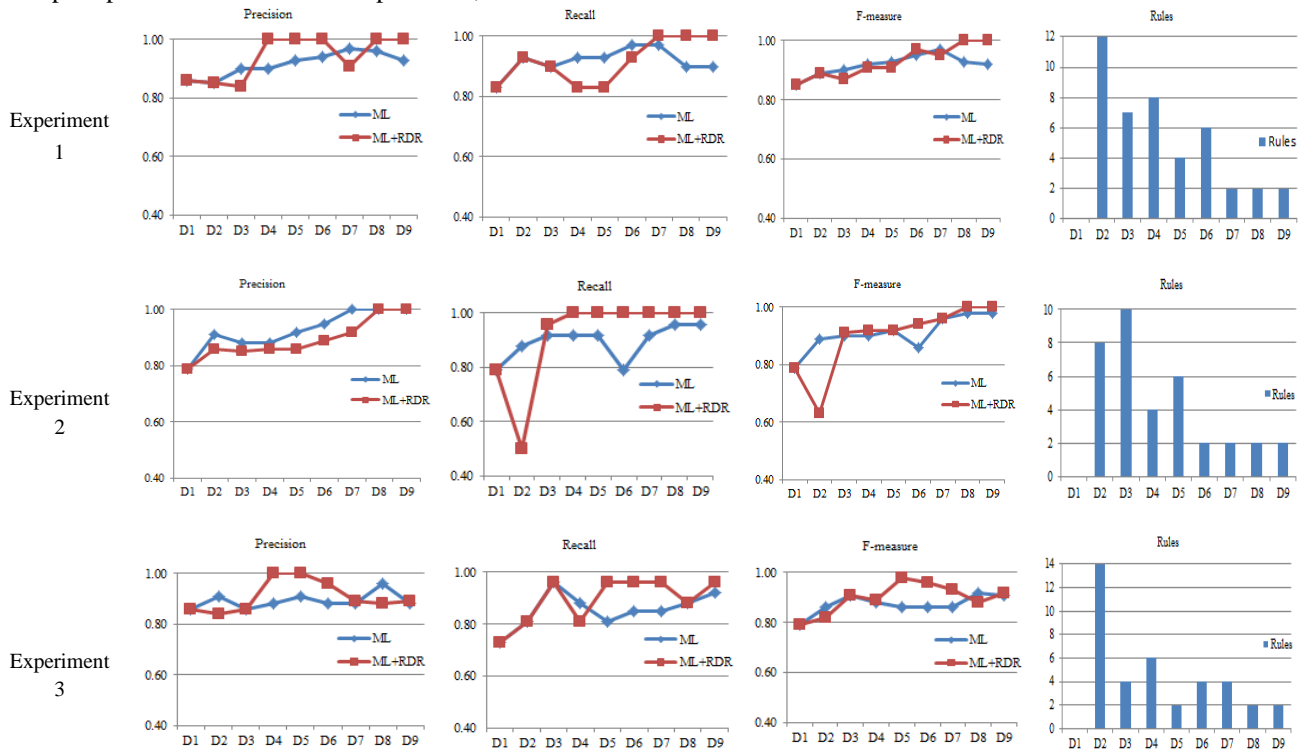 Experiment
1
Precision
1.00
0.80
0.60
0.40
D1 D2 D3 D4 D5 D6 D7 D8 D9
ML
ML+RDR
Recall
1.00
0.80
0.60
0.40
D1 D2 D3 D4 D5 D6 D7 D8 D9
ML
ML+RDR
F-measure
1.00
0.80
0.60
0.40
D1 D2 D3 D4 D5 D6 D7 D8 D9
ML
ML+RDR
Rules
12
10
8
6
4
2
0
D1 D2 D3 D4 D5 D6 D7 D8 D9
Rules
Experiment
2
Precision
1.00
0.80
0.60
0.40
D1 D2 D3 D4 D5 D6 D7 D8 D9
ML
ML+RDR
Recall
1.00
0.80
0.60
0.40
D1 D2 D3 D4 D5 D6 D7 D8 D9
ML
ML+RDR
F-measure
1.00
0.80
0.60
0.40
D1 D2 D3 D4 D5 D6 D7 D8 D9
ML
ML+RDR
Rules
10
8
6
4
2
0
D1 D2 D3 D4 D5 D6 D7 D8 D9
Rules
Experiment
3
Precision
1.00
0.80
0.60
0.40
D1 D2 D3 D4 D5 D6 D7 D8 D9
ML
ML+RDR
Recall
1.00
0.80
0.60
0.40
D1 D2 D3 D4 D5 D6 D7 D8 D9
ML
ML+RDR
F-measure
1.00
0.80
0.60
0.40
D1 D2 D3 D4 D5 D6 D7 D8 D9
ML
ML+RDR
Rules
14
12
10
8
6
4
2
0
D1 D2 D3 D4 D5 D6 D7 D8 D9
Rules